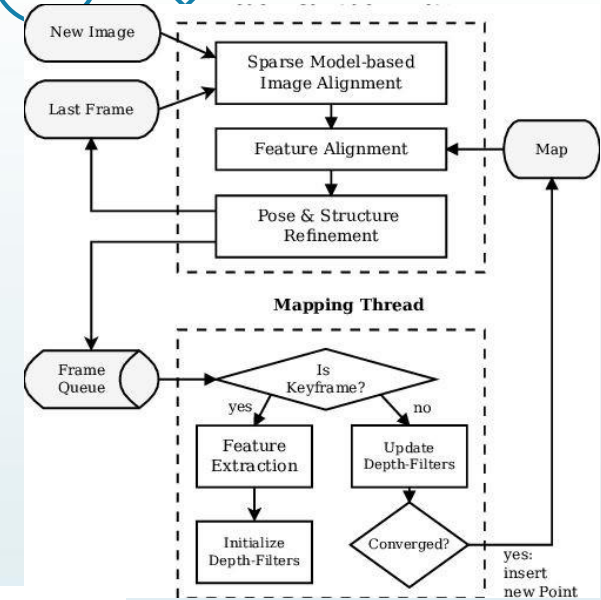 New Image
Sparse Model-based
Image Alignment
Last Frame
Feature Alignment
Map
Pose & Structure
Refinement
Mapping Thread
Frame
Queue
Is
Keyframe?
yes
no
Feature
Extraction
Update
Depth-Filters
Initialize
Depth-Filters
Converged?
yes:
insert
new Point